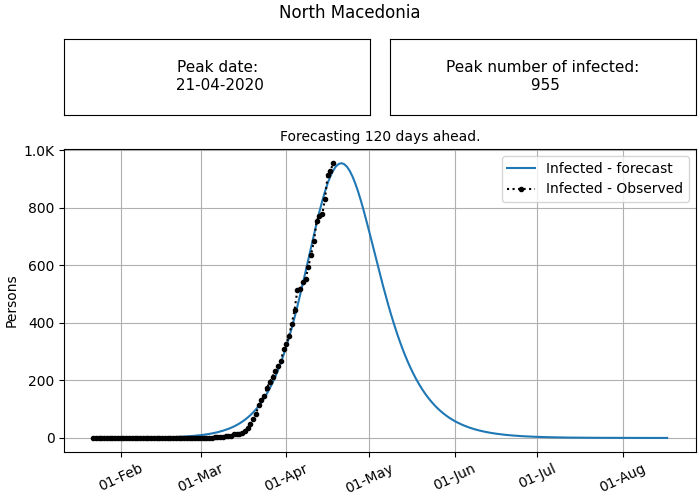 North Macedonia
Peak date:
21-04-2020
Peak number of infected:
955
Forecasting 120 days ahead.
Infected - forecast
Infected - Observed
Persons
1.0K
800
600
400
200
0
01-Feb
01-Mar
01-Apr
01-May
01-Jun
01-Jul
01-Aug